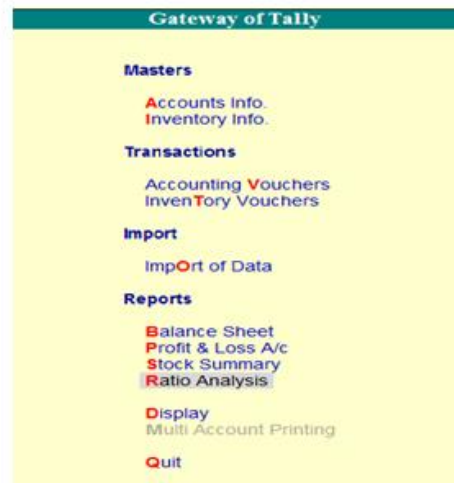 Gateway of Tally
Masters
Accounts Info.
Inventory Info.
Transactions
Accounting Vouchers
InvenTory Vouchers
Import
ImpOrt of Data
Reports
Balance Sheet
Profit & Loss A/c
Stock Summary
Ratio Analysis
Display
Multi Account Printing
Quit